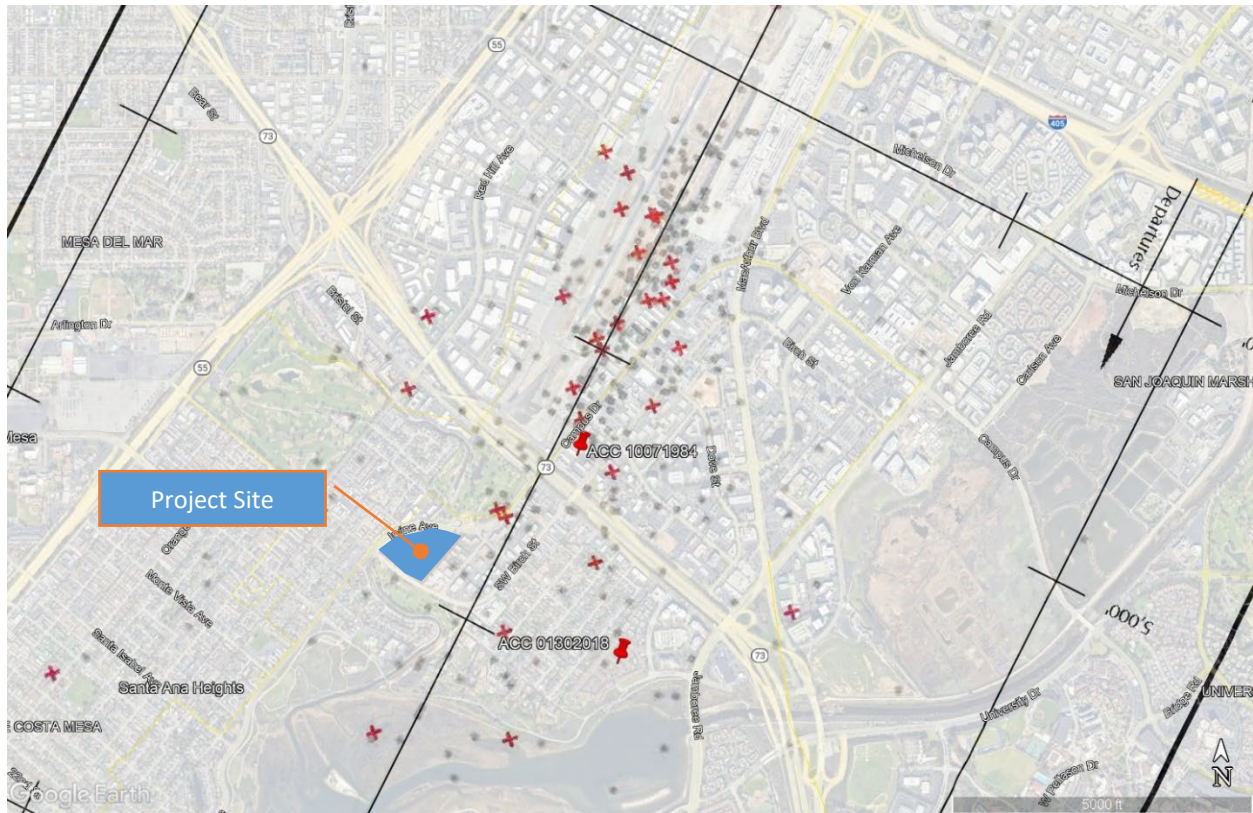 Bristol
55
405
Bear St
73
Red Hill Ave
Michelson Dr
Departures
MacArthur Blvd
Von Karman Ave
MESA DEL MAR
Michelson Dr
Bristol St
Arlington Dr
Birch St
Jamboree Rd
Carlson Ave
55
SAN JOAQUIN MARSH
Mesa
Campus Dr
ACC 10071984
Dove St
Campus Dr
73
Project Site
Irvine Ave
Orange
SW Birch St
Monte Vista Ave
5,000'
ACC 01302018
Santa Isabel Ave
73
Santa Ana Heights
Jamboree Rd
University Dr
Bridge Rd
UNIVER
COSTA MESA
22nd
W Peltason Dr
N
Google Earth
5000 ft